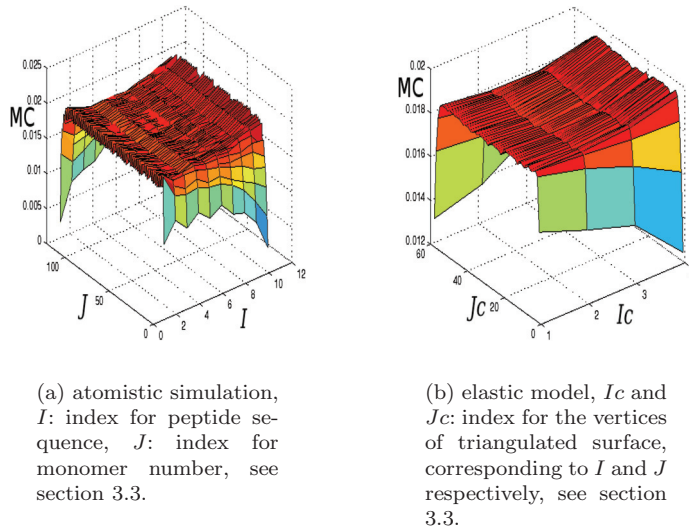 0.025
0.02
MC
0.015
0.01
0.005
0
100
50
0
J
0
2
4
6
8
10
12
I
0.02
MC
0.018
0.016
0.014
0.012
60
40
20
0
Jc
1
2
3
Ic
(a) atomistic simulation,
I: index for peptide se-
quence, J: index for
monomer number, see
section 3.3.
(b) elastic model, Ic and
Jc: index for the vertices
of triangulated surface,
corresponding to I and J
respectively, see section
3.3.